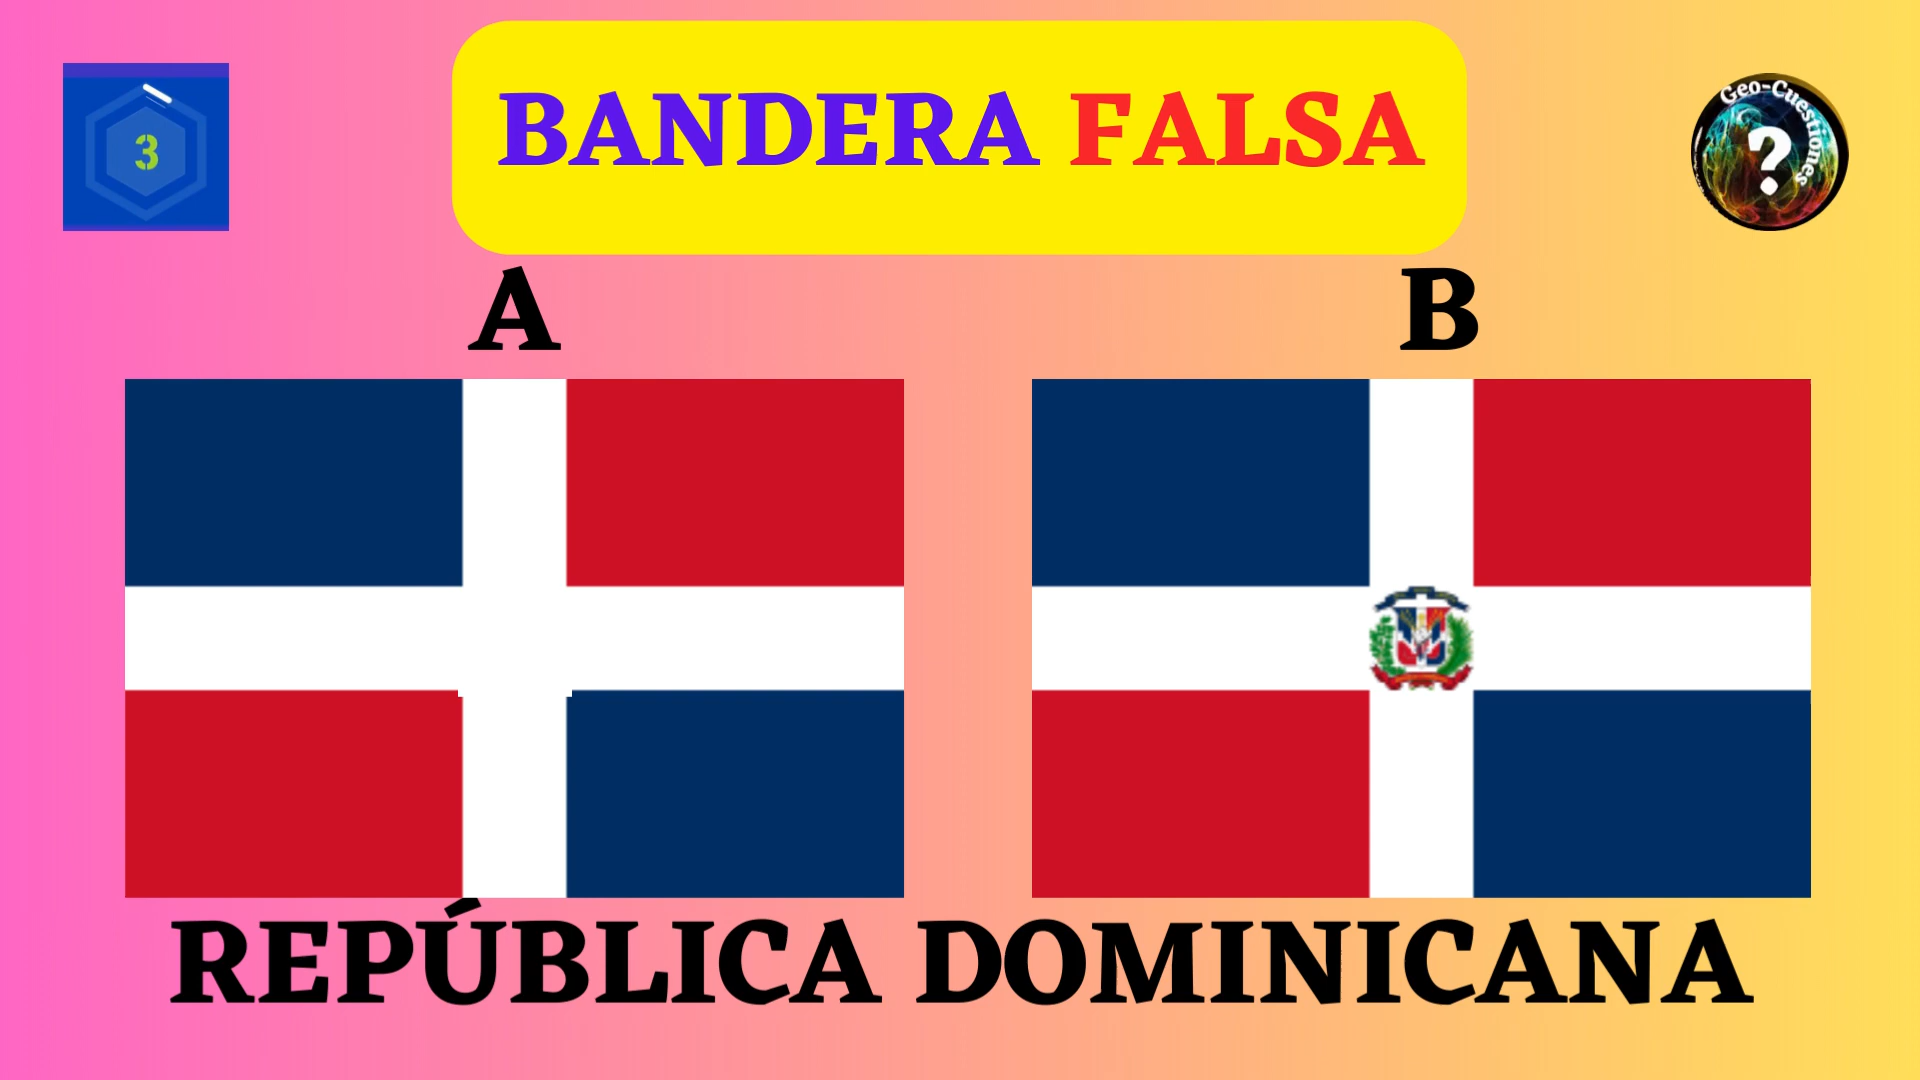 BANDERA FALSA
3
Geo-Cuestiones
?
A
B
REPÚBLICA DOMINICANA